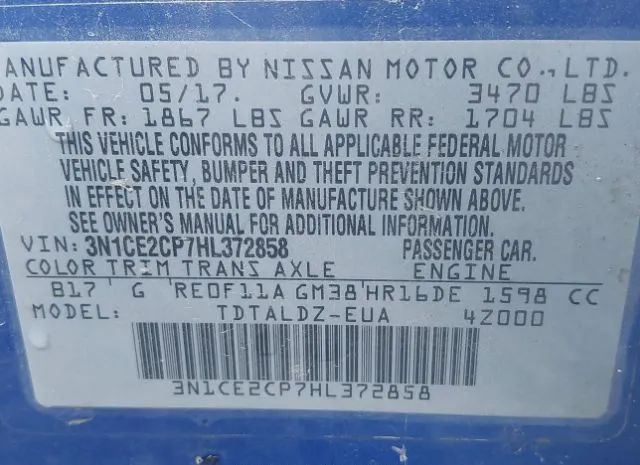 MANUFACTURED BY NISSAN MOTOR CO., LTD.
DATE: 05/17. GVWR: 3470 LBS
GAWR FR: 1867 LBS GAWR RR: 1704 LBS
THIS VEHICLE CONFORMS TO ALL APPLICABLE FEDERAL MOTOR
VEHICLE SAFETY, BUMPER AND THEFT PREVENTION STANDARDS
IN EFFECT ON THE DATE OF MANUFACTURE SHOWN ABOVE.
SEE OWNER'S MANUAL FOR ADDITIONAL INFORMATION.
VIN: 3N1CE2CP7HL372858 PASSENGER CAR.
COLOR TRIM TRANS AXLE ENGINE
B17 G RE0F11A GM38 HR16DE 1598 CC
MODEL: TDTALDZ-EUA 4Z000
3N1CE2CP7HL372858